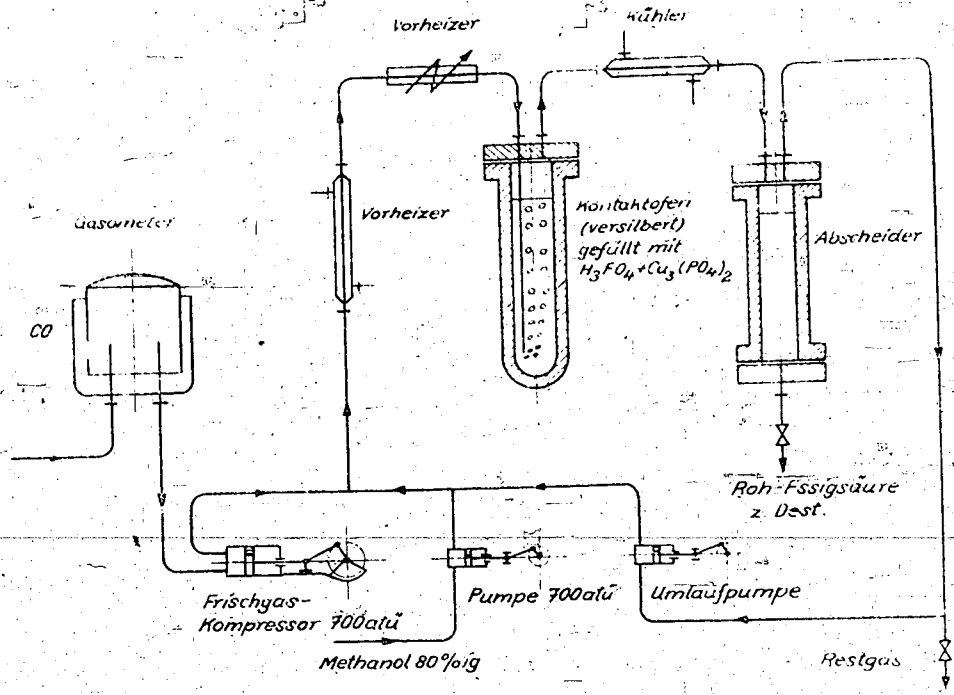 Vorheizer
Kühler
Vorheizer
Gasometer
CO
Kontaktofen
(versilbert)
gefüllt mit
H₃PO₄+Cu₃(PO₄)₂
Abscheider
Roh-Essigsäure
z. Dest.
Frischgas-
Kompressor 700atü
Pumpe 700atü
Umlaufpumpe
Methanol 80%ig
Restgas